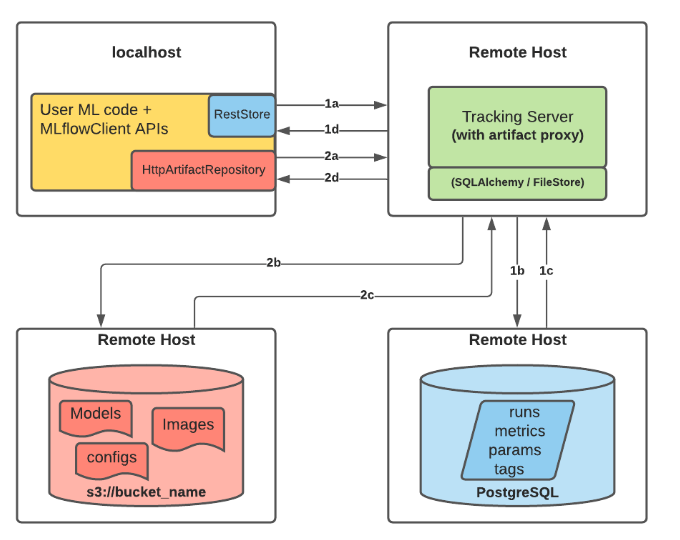 localhost
User ML code +
MLflowClient APIs
RestStore
HttpArtifactRepository
1a
1d
2a
2d
Remote Host
Tracking Server
(with artifact proxy)
(SQLAlchemy / FileStore)
2b
2c
1b
1c
Remote Host
Models
Images
configs
s3://bucket_name
Remote Host
runs
metrics
params
tags
PostgreSQL